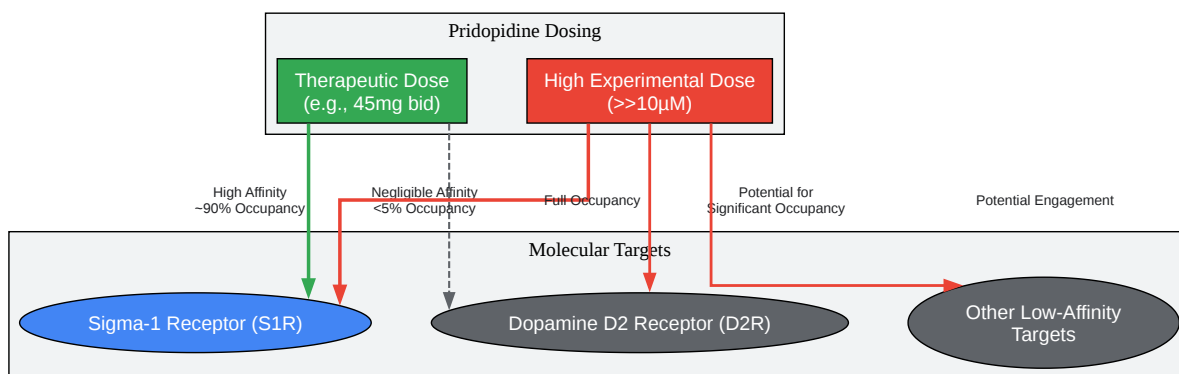 Pridopidine Dosing
Therapeutic Dose
(e.g., 45mg bid)
High Experimental Dose
(>>10µM)
High Affinity
~90% Occupancy
Negligible Affinity
<5% Occupancy
Full Occupancy
Potential for
Significant Occupancy
Potential Engagement
Molecular Targets
Sigma-1 Receptor (S1R)
Dopamine D2 Receptor (D2R)
Other Low-Affinity
Targets